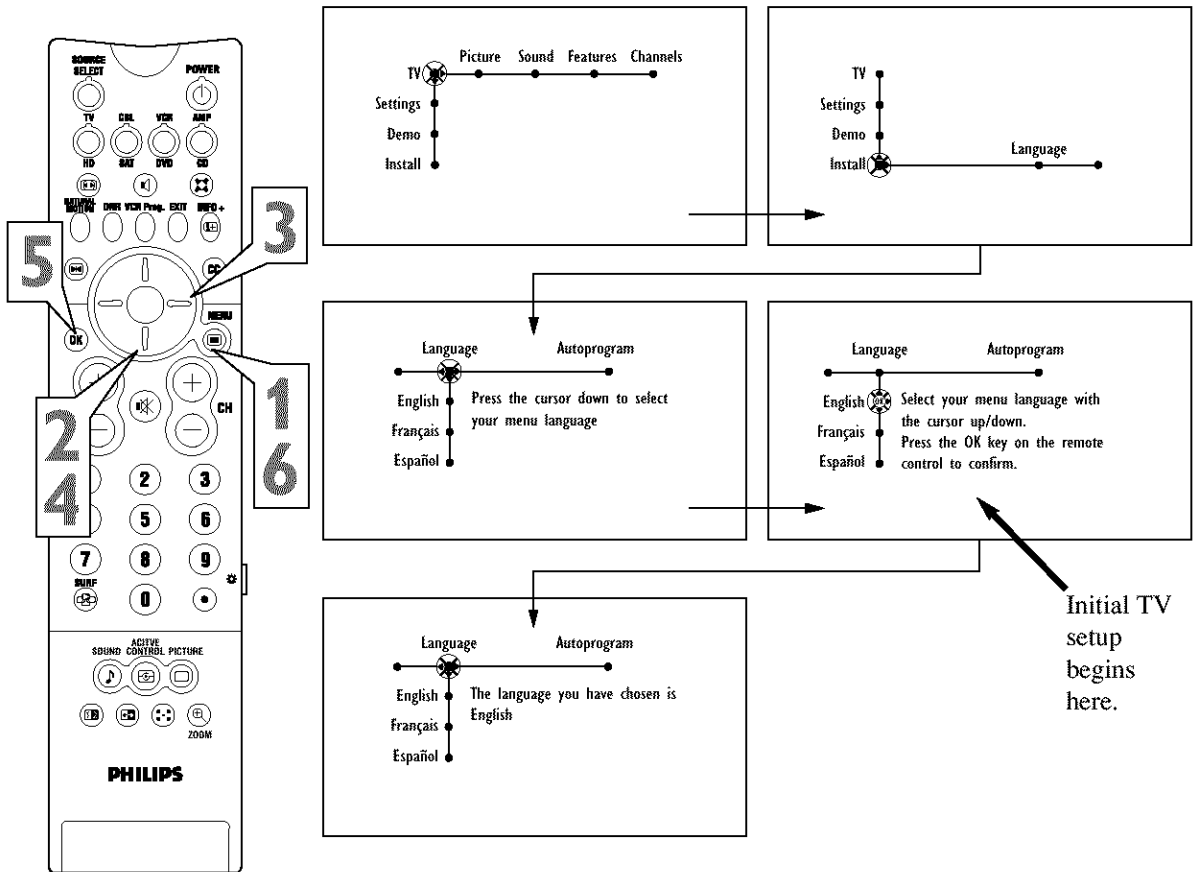 SOURCE
SELECT
POWER
TV CBL VCR AMP
HD SAT DVD CD
NATURAL
MOTION DNR VCR Prog. EXIT INFO +
CC
MENU
OK
CH
2 3
5 6
7 8 9
SURF
0
ACITVE
SOUND CONTROL PICTURE
ZOOM
PHILIPS
5
3
2
4
1
6
Picture Sound Features Channels
TV
Settings
Demo
Install
TV
Settings
Demo
Install
Language
Language Autoprogram
English
Français
Español
Press the cursor down to select
your menu language
Language Autoprogram
English
Français
Español
OK
Select your menu language with
the cursor up/down.
Press the OK key on the remote
control to confirm.
Initial TV
setup
begins
here.
Language Autoprogram
English
Français
Español
The language you have chosen is
English